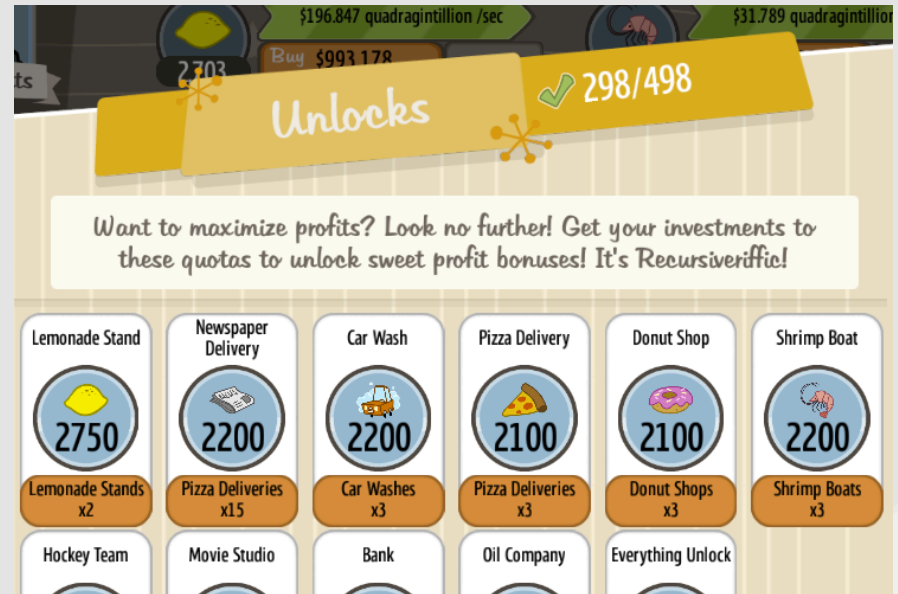 $196.847 quadragintillion /sec
$31.789 quadragintillion
2,703
Buy $993.178
ts
Unlocks
298/498
Want to maximize profits? Look no further! Get your investments to
these quotas to unlock sweet profit bonuses! It's Recursiveriffic!
Lemonade Stand
Newspaper
Delivery
Car Wash
Pizza Delivery
Donut Shop
Shrimp Boat
2750
2200
2200
2100
2100
2200
Lemonade Stands
x2
Pizza Deliveries
x15
Car Washes
x3
Pizza Deliveries
x3
Donut Shops
x3
Shrimp Boats
x3
Hockey Team
Movie Studio
Bank
Oil Company
Everything Unlock